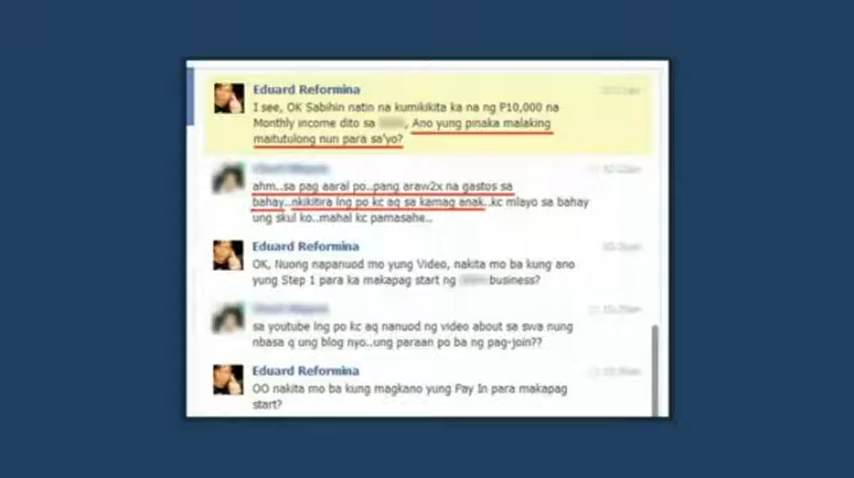 Eduard Reformina
I see, OK Sabihin natin na kumikikita ka na ng P10,000 na
Monthly income dito sa , Ano yung pinaka malaking
maitutulong nun para sa'yo?
ahm..sa pag aaral po..pang araw2x na gastos sa
bahay..nkikitira lng po kc aq sa kamag anak..kc mlayo sa bahay
ung skul ko..mahal kc pamasahe..
Eduard Reformina
OK, Nuong napanuod mo yung Video, nakita mo ba kung ano
yung Step 1 para ka makapag start ng business?
sa youtube lng po kc aq nanuod ng video about sa swa nung
nbasa q ung blog nyo..ung paraan po ba ng pag-join??
Eduard Reformina
OO nakita mo ba kung magkano yung Pay In para makapag
start?